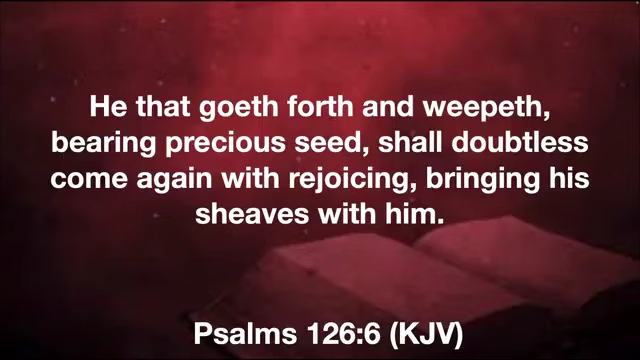 He that goeth forth and weepeth,
bearing precious seed, shall doubtless
come again with rejoicing, bringing his
sheaves with him.
Psalms 126:6 (KJV)